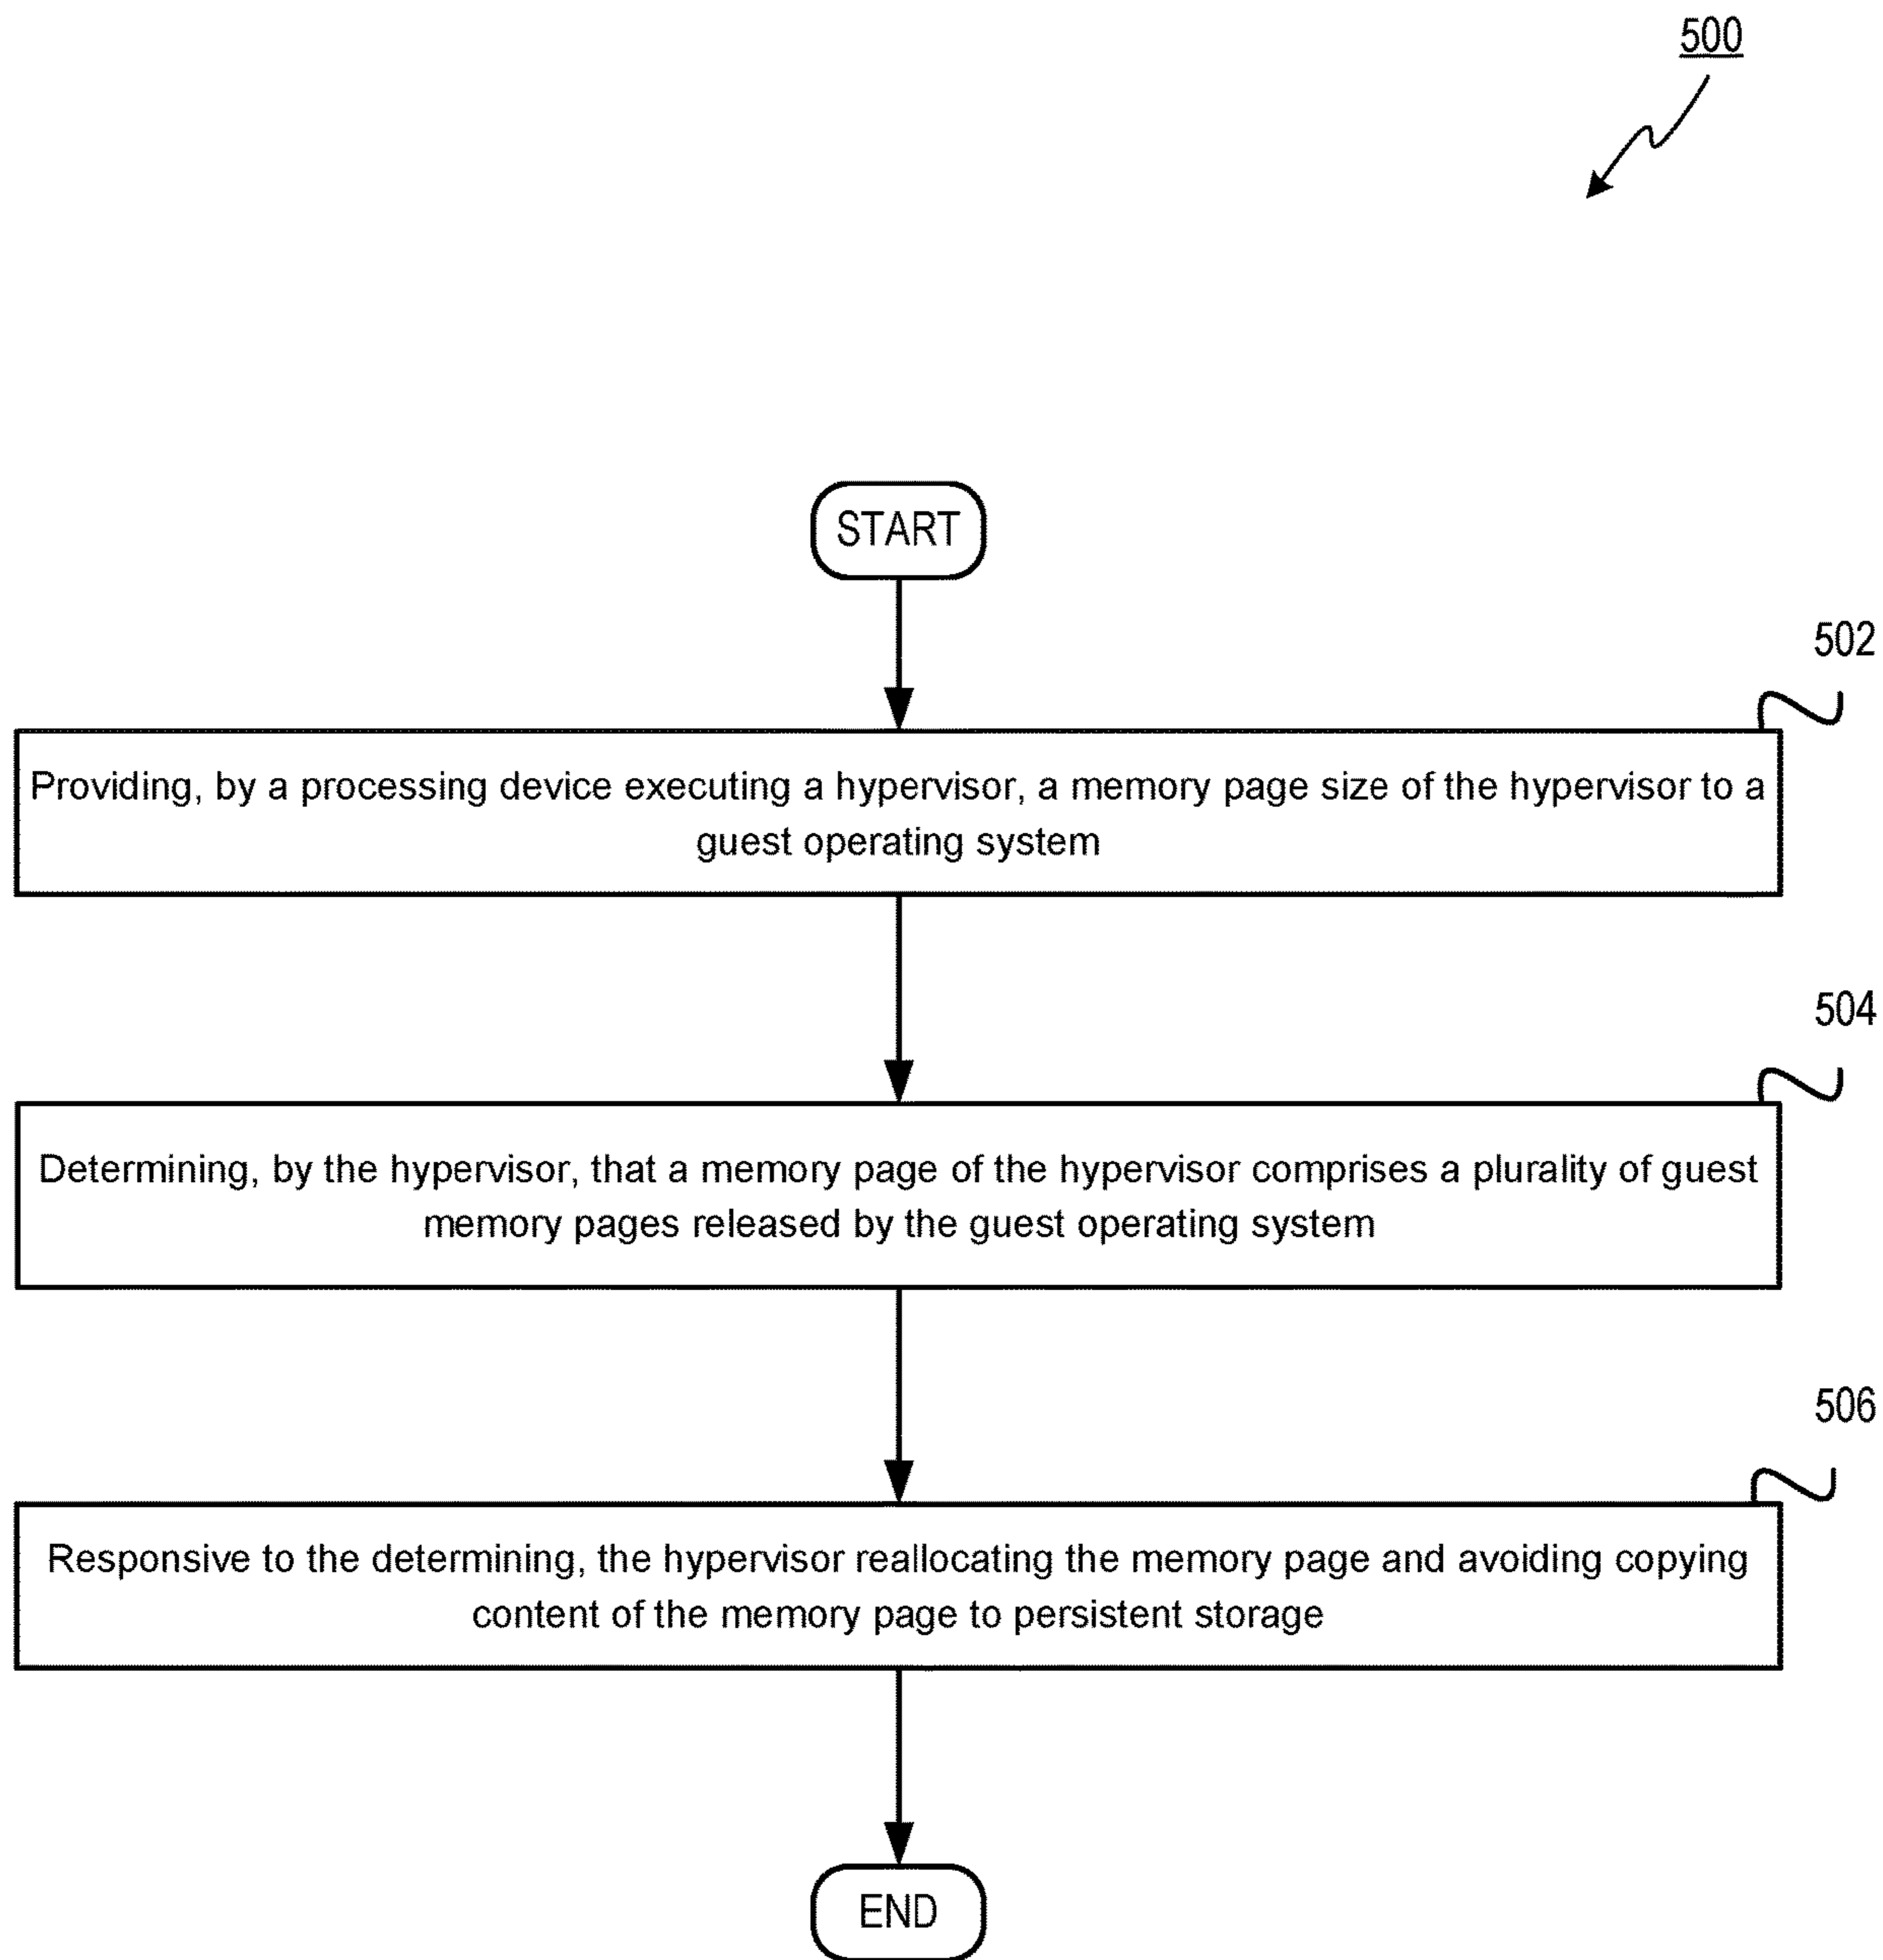 500
START
502
Providing, by a processing device executing a hypervisor, a memory page size of the hypervisor to a
guest operating system
504
Determining, by the hypervisor, that a memory page of the hypervisor comprises a plurality of guest
memory pages released by the guest operating system
506
Responsive to the determining, the hypervisor reallocating the memory page and avoiding copying
content of the memory page to persistent storage
END